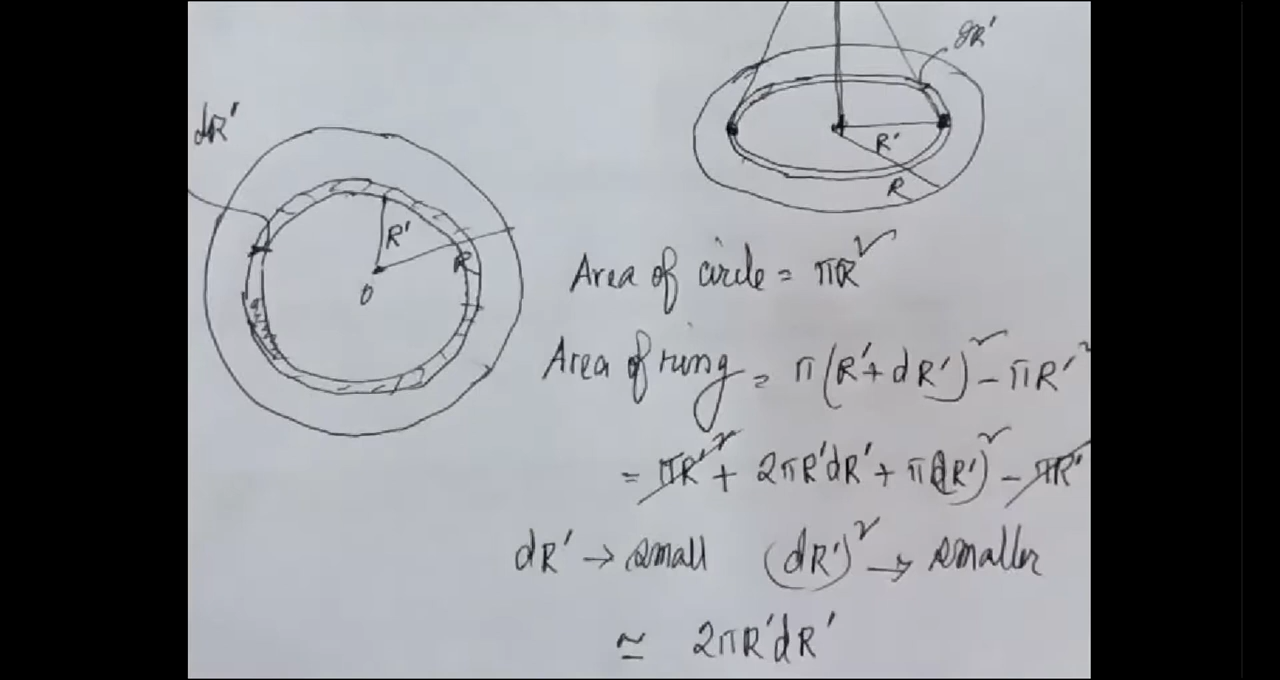 dR'
dR'
R'
R
R'
R
O
Area of circle = πR²
Area of ring = π(R'+dR')² − πR'²
= πR'² + 2πR'dR' + π(dR')² − πR'
dR' → small (dR')² → smaller
≃ 2πR'dR'